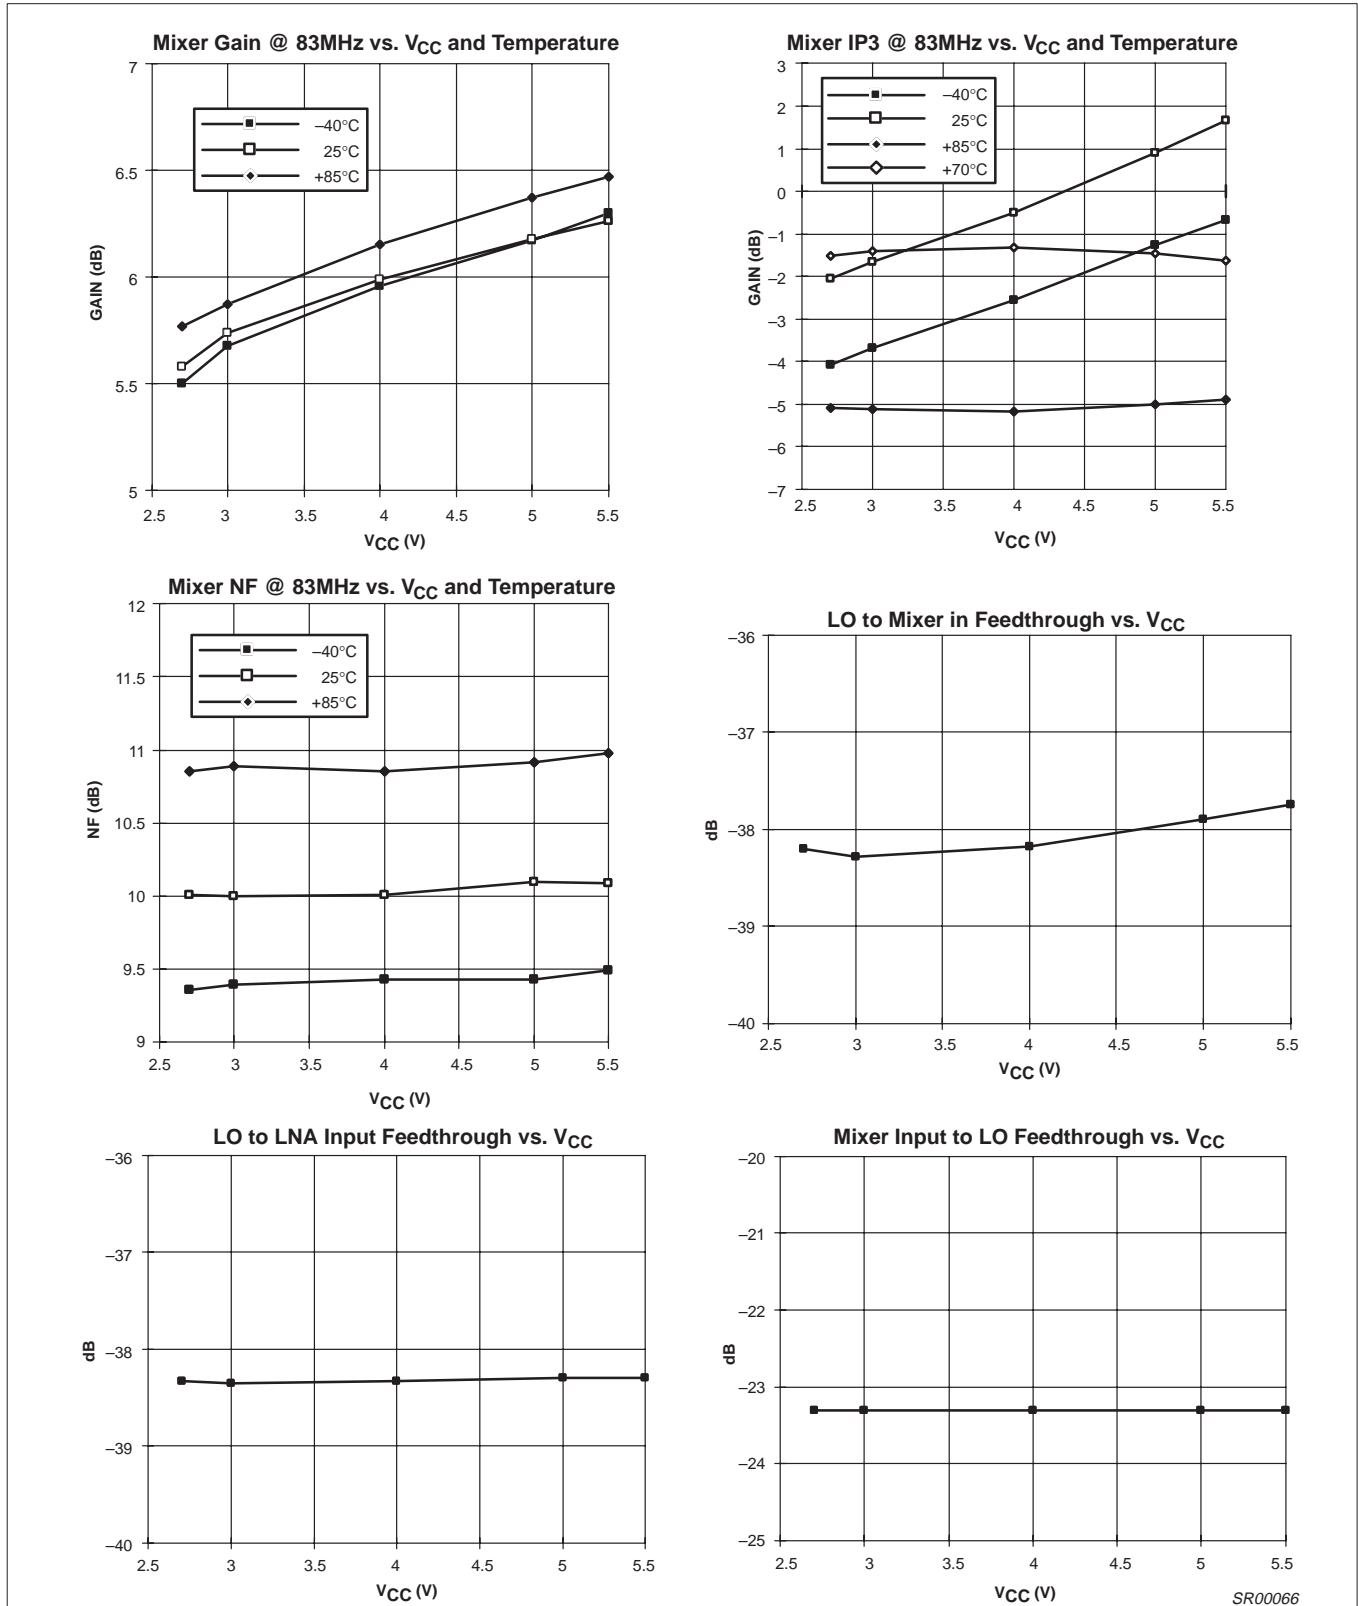 Mixer Gain @ 83MHz vs. VCC and Temperature
7
6.5
6
5.5
5
GAIN (dB)
–40°C
25°C
+85°C
2.5 3 3.5 4 4.5 5 5.5
VCC (V)
Mixer IP3 @ 83MHz vs. VCC and Temperature
3
2
1
0
–1
–2
–3
–4
–5
–6
–7
GAIN (dB)
–40°C
25°C
+85°C
+70°C
2.5 3 3.5 4 4.5 5 5.5
VCC (V)
Mixer NF @ 83MHz vs. VCC and Temperature
12
11.5
11
10.5
10
9.5
9
NF (dB)
–40°C
25°C
+85°C
2.5 3 3.5 4 4.5 5 5.5
VCC (V)
LO to Mixer in Feedthrough vs. VCC
–36
–37
–38
–39
–40
dB
2.5 3 3.5 4 4.5 5 5.5
VCC (V)
LO to LNA Input Feedthrough vs. VCC
–36
–37
–38
–39
–40
dB
2.5 3 3.5 4 4.5 5 5.5
VCC (V)
Mixer Input to LO Feedthrough vs. VCC
–20
–21
–22
–23
–24
–25
dB
2.5 3 3.5 4 4.5 5 5.5
VCC (V)
SR00066